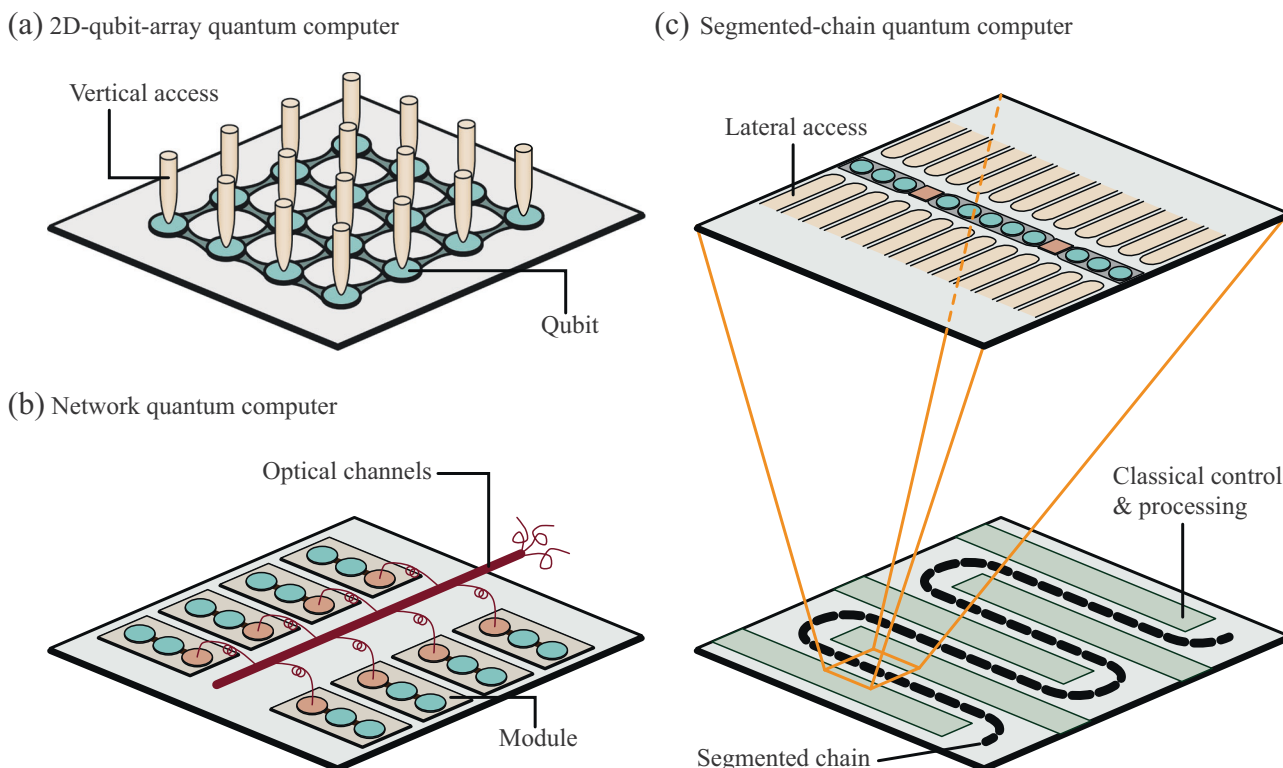 (a) 2D-qubit-array quantum computer
Vertical access
Qubit
(b) Network quantum computer
Optical channels
Module
(c) Segmented-chain quantum computer
Lateral access
Classical control
& processing
Segmented chain